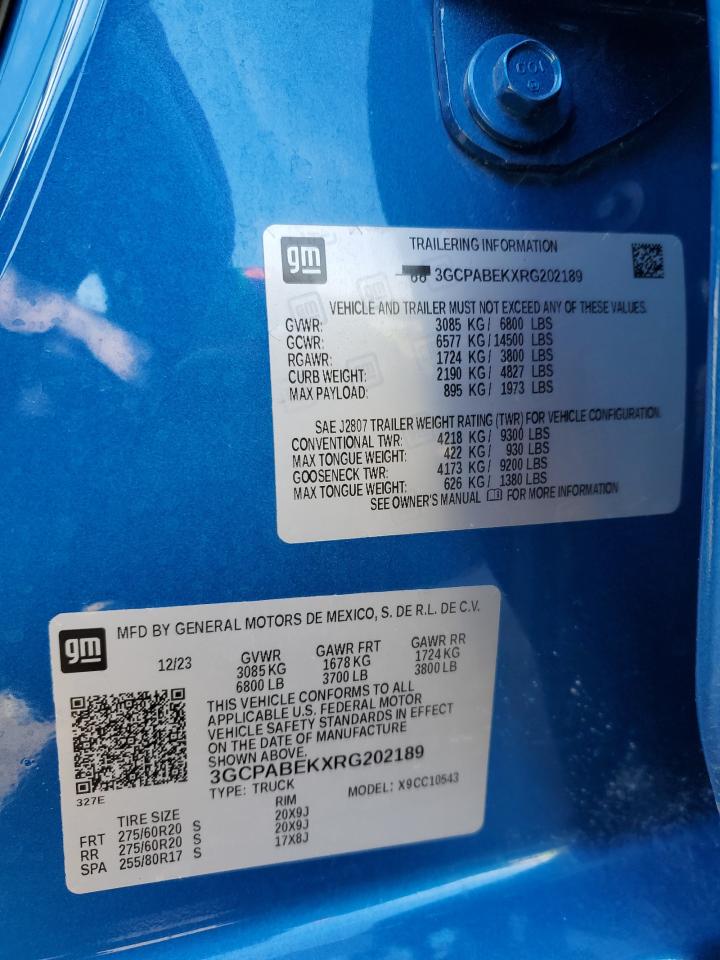 gm
TRAILERING INFORMATION
3GCPABEKXRG202189
VEHICLE AND TRAILER MUST NOT EXCEED ANY OF THESE VALUES.
GVWR: 3085 KG/ 6800 LBS
GCWR: 6577 KG/ 14500 LBS
RGAWR: 1724 KG/ 3800 LBS
CURB WEIGHT: 2190 KG/ 4827 LBS
MAX PAYLOAD: 895 KG/ 1973 LBS
SAE J2807 TRAILER WEIGHT RATING (TWR) FOR VEHICLE CONFIGURATION.
CONVENTIONAL TWR: 4218 KG/ 9300 LBS
MAX TONGUE WEIGHT: 422 KG/ 930 LBS
GOOSENECK TWR: 4173 KG/ 9200 LBS
MAX TONGUE WEIGHT: 626 KG/ 1380 LBS
SEE OWNER'S MANUAL FOR MORE INFORMATION
gm
MFD BY GENERAL MOTORS DE MEXICO, S. DE R.L. DE C.V.
12/23 GVWR GAWR FRT GAWR RR
3085 KG 1678 KG 1724 KG
6800 LB 3700 LB 3800 LB
THIS VEHICLE CONFORMS TO ALL
APPLICABLE U.S. FEDERAL MOTOR
VEHICLE SAFETY STANDARDS IN EFFECT
ON THE DATE OF MANUFACTURE
SHOWN ABOVE.
3GCPABEKXRG202189
327E
TYPE: TRUCK MODEL: X9CC10543
TIRE SIZE RIM
FRT 275/60R20 S 20X9J
RR 275/60R20 S 20X9J
SPA 255/80R17 S 17X8J